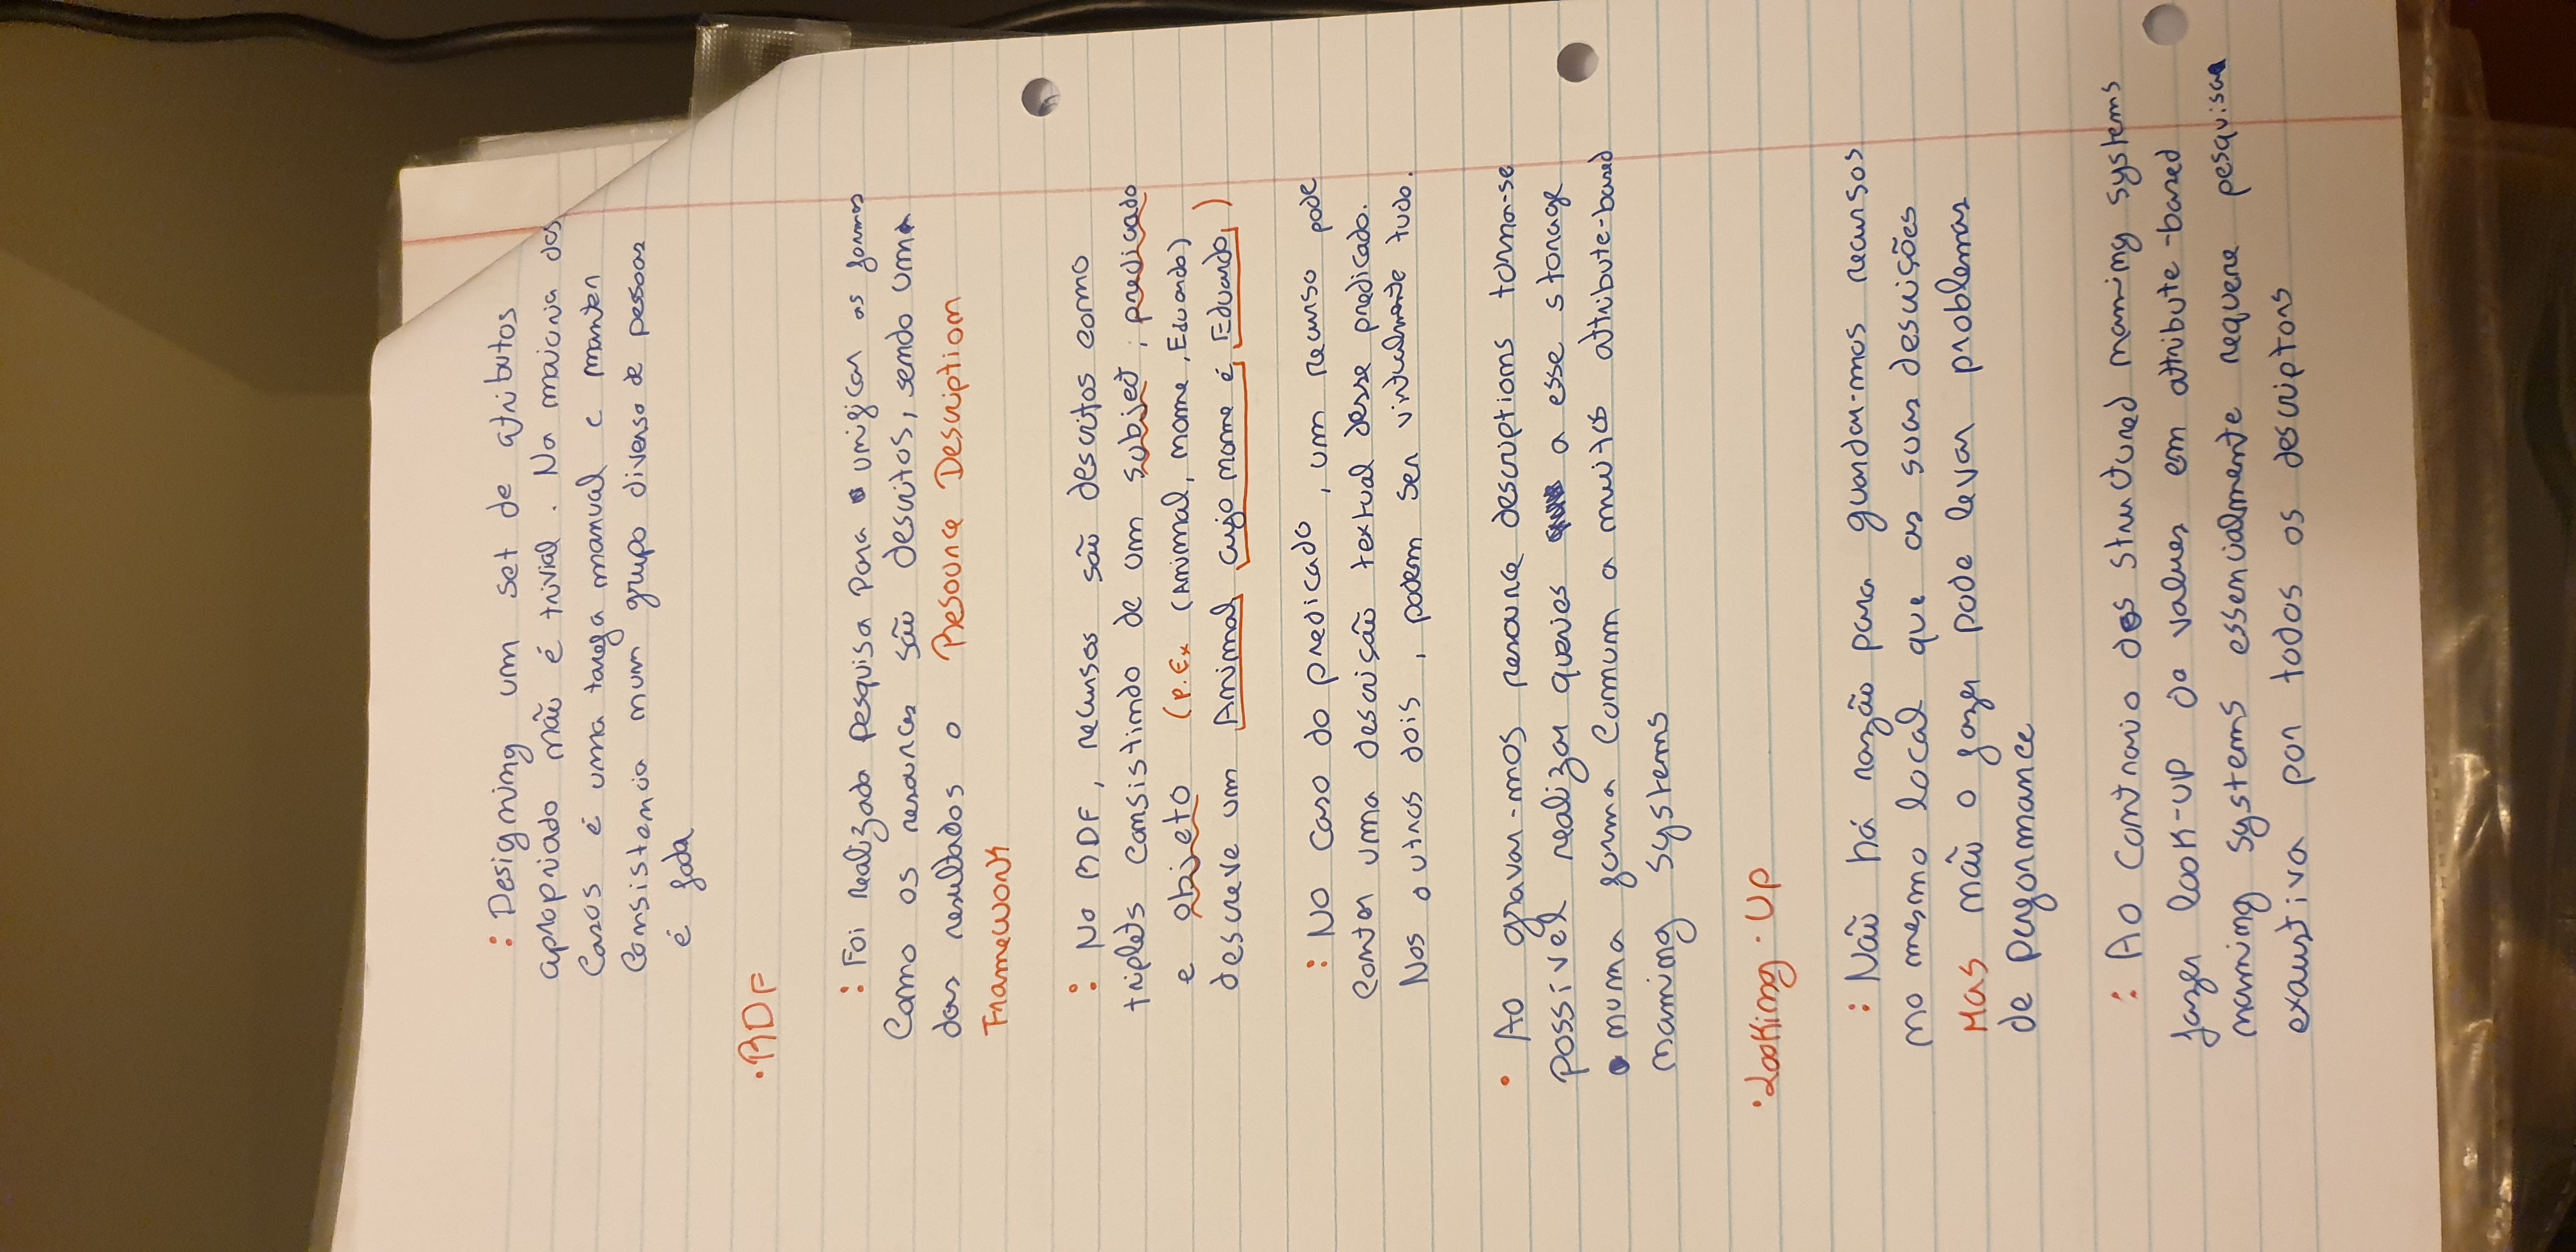 : Designing um set de atributos
apropriado não é trivial. Na maioria dos
casos é uma tarefa manual e manter
consistencia num grupo diverso de pessoas
é foda
• RDF
: Foi realizada pesquisa para unificar as formas
como os resources são descritos, sendo um
dos resultados o Resource Description
Framework
: No RDF, recursos são descritos como
triplets consistindo de um subject, predicado
e objeto (P.Ex (Animal, nome, Eduardo)
descreve um Animal cujo nome é Eduardo)
: No caso do predicado, um recurso pode
conter uma descrição textual desse predicado.
Nos outros dois, podem ser virtualmente tudo.
• Ao gravar-mos resource descriptions torna-se
possível realizar queries a esse storage
numa forma comum a muitos attribute-based
naming systems
• Looking-Up
: Não há razão para guardar-mos recursos
no mesmo local que as suas descrições
MAS não o fazer pode levar problemas
de performance
: Ao contrario dos structured naming systems
fazer look-up de values em attribute-based
naming systems essencialmente requere pesquisa
exaustiva por todos os descriptors